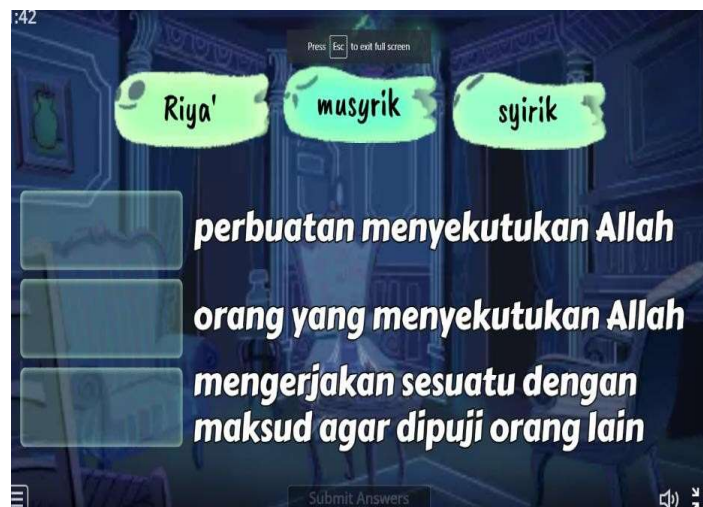 :42
Press Esc to exit full screen
Riya' musyrik syirik
perbuatan menyekutukan Allah
orang yang menyekutukan Allah
mengerjakan sesuatu dengan
maksud agar dipuji orang lain
Submit Answers